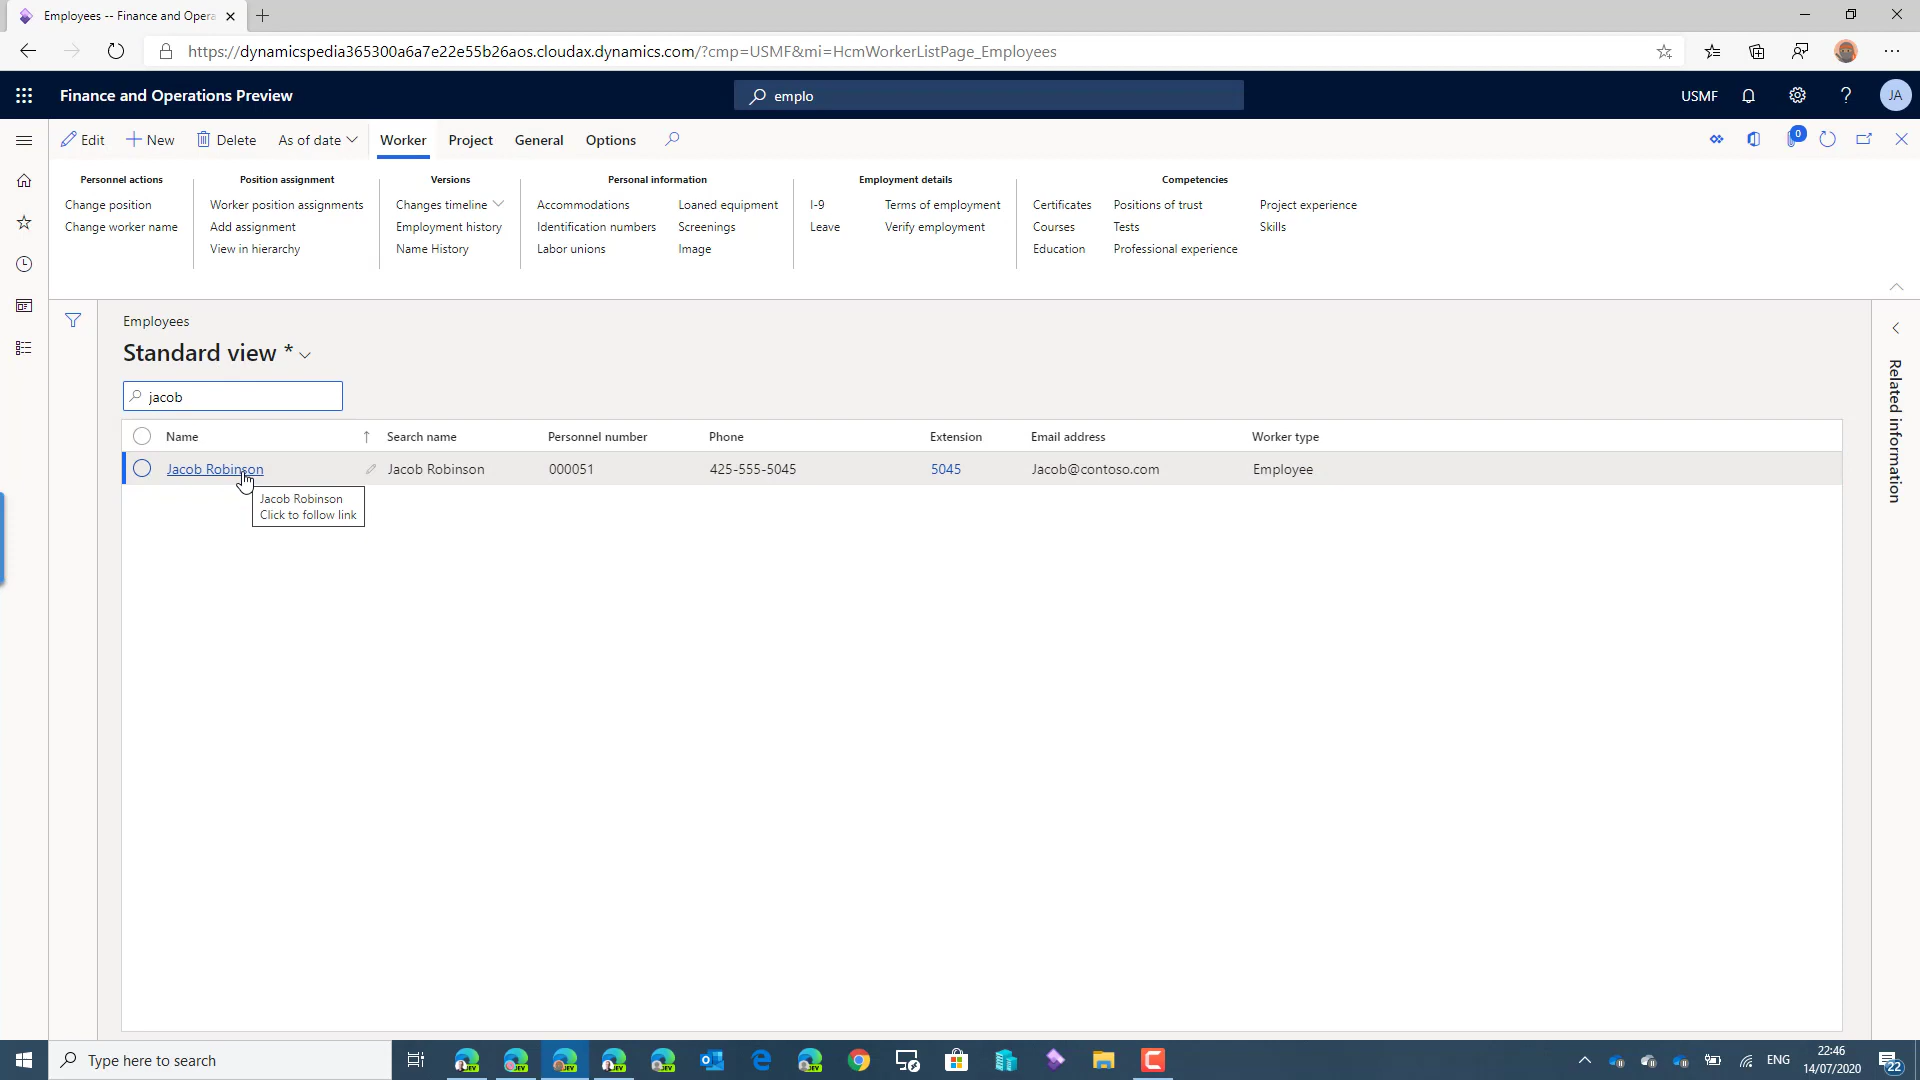 Employees -- Finance and Opera
https://dynamicspedia365300a6a7e22e55b26aos.cloudax.dynamics.com/?cmp=USMF&mi=HcmWorkerListPage_Employees
Finance and Operations Preview
emplo
USMF
JA
Edit New Delete As of date Worker Project General Options
0
Personnel actions
Change position
Change worker name
Position assignment
Worker position assignments
Add assignment
View in hierarchy
Versions
Changes timeline
Employment history
Name History
Personal information
Accommodations Loaned equipment
Identification numbers Screenings
Labor unions Image
Employment details
I-9 Terms of employment
Leave Verify employment
Competencies
Certificates Positions of trust Project experience
Courses Tests Skills
Education Professional experience
Employees
Standard view *
jacob
Name Search name Personnel number Phone Extension Email address Worker type
Jacob Robinson Jacob Robinson 000051 425-555-5045 5045 Jacob@contoso.com Employee
Jacob Robinson
Click to follow link
Related information
Type here to search
ENG
22:46
14/07/2020
22